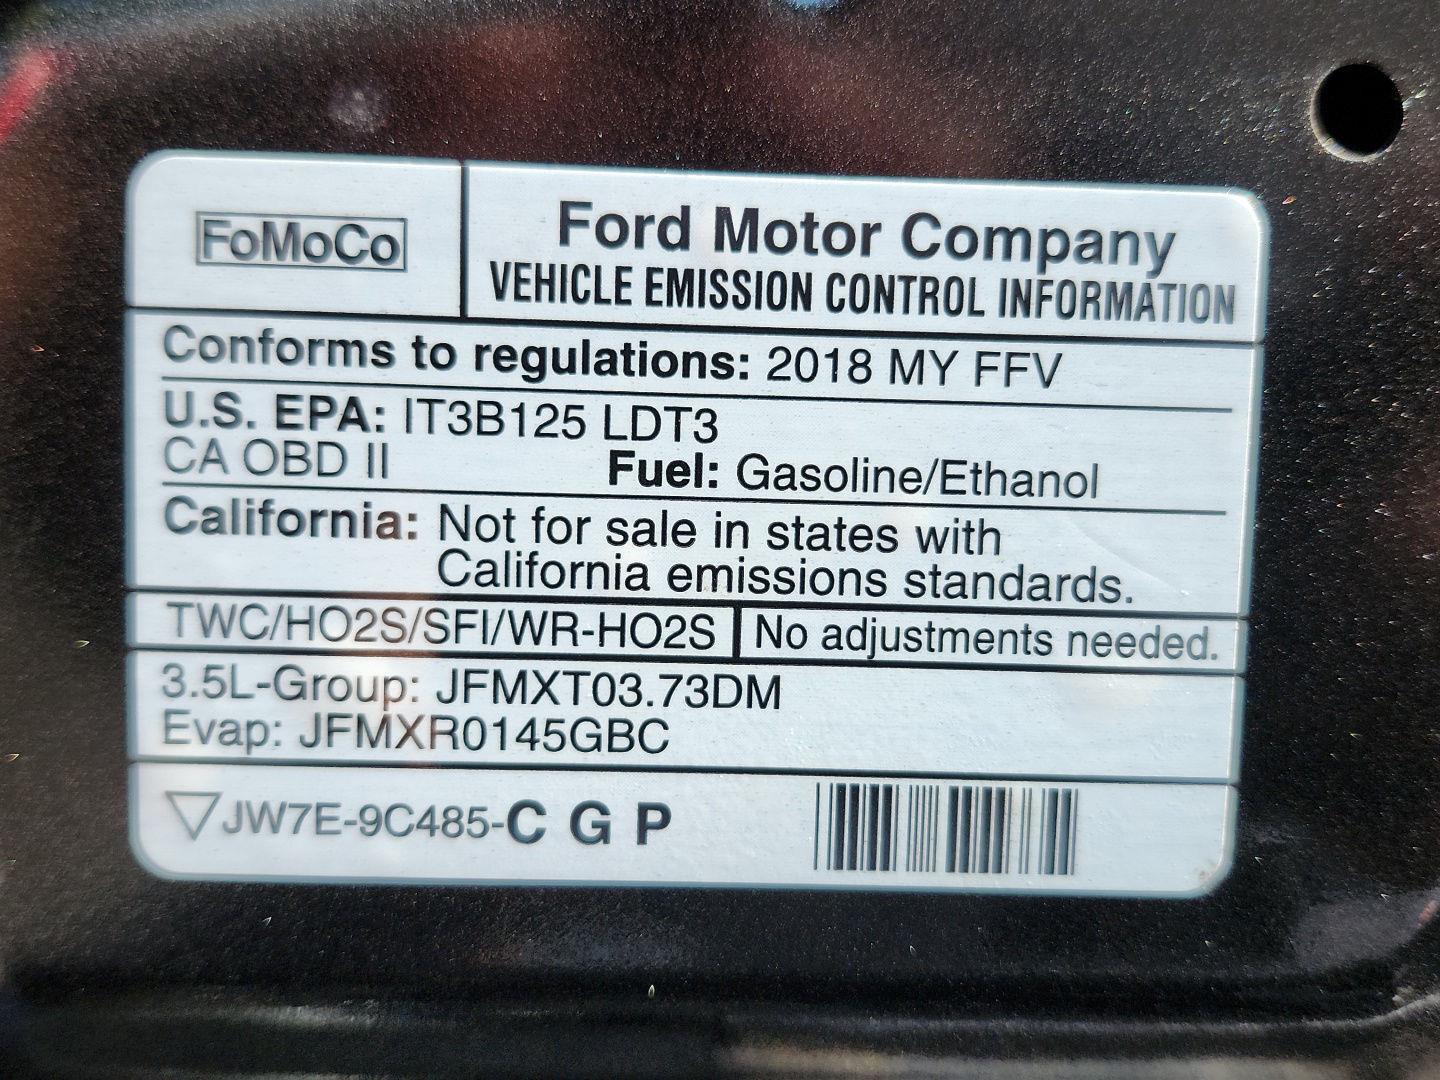 FoMoCo
Ford Motor Company
VEHICLE EMISSION CONTROL INFORMATION
Conforms to regulations: 2018 MY FFV
U.S. EPA: IT3B125 LDT3
CA OBD II Fuel: Gasoline/Ethanol
California: Not for sale in states with
California emissions standards.
TWC/HO2S/SFI/WR-HO2S No adjustments needed.
3.5L-Group: JFMXT03.73DM
Evap: JFMXR0145GBC
JW7E-9C485-C G P